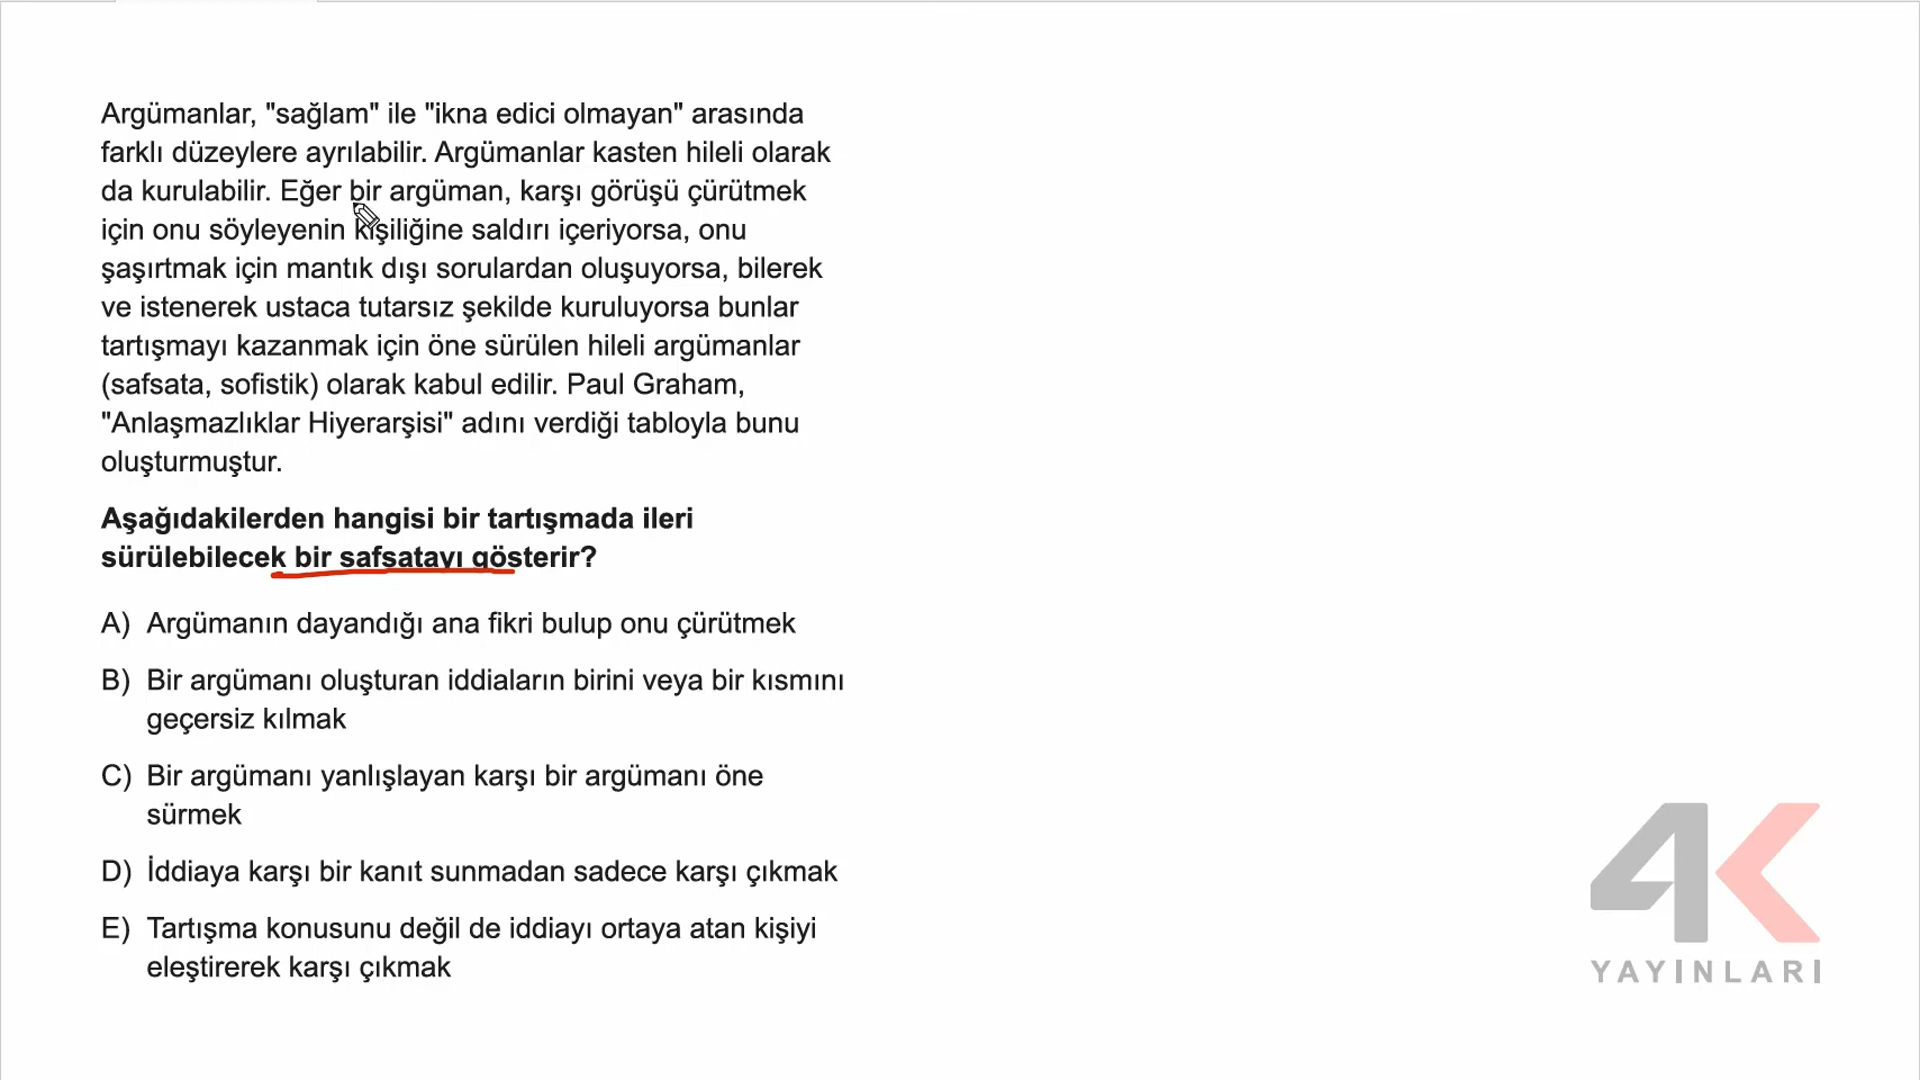 Argümanlar, "sağlam" ile "ikna edici olmayan" arasında
farklı düzeylere ayrılabilir. Argümanlar kasten hileli olarak
da kurulabilir. Eğer bir argüman, karşı görüşü çürütmek
için onu söyleyenin kişiliğine saldırı içeriyorsa, onu
şaşırtmak için mantık dışı sorulardan oluşuyorsa, bilerek
ve istenerek ustaca tutarsız şekilde kuruluyorsa bunlar
tartışmayı kazanmak için öne sürülen hileli argümanlar
(safsata, sofistik) olarak kabul edilir. Paul Graham,
"Anlaşmazlıklar Hiyerarşisi" adını verdiği tabloyla bunu
oluşturmuştur.
Aşağıdakilerden hangisi bir tartışmada ileri
sürülebilecek bir safsatayı gösterir?
A) Argümanın dayandığı ana fikri bulup onu çürütmek
B) Bir argümanı oluşturan iddiaların birini veya bir kısmını
geçersiz kılmak
C) Bir argümanı yanlışlayan karşı bir argümanı öne
sürmek
D) İddiaya karşı bir kanıt sunmadan sadece karşı çıkmak
E) Tartışma konusunu değil de iddiayı ortaya atan kişiyi
eleştirerek karşı çıkmak
4K
YAYINLARI